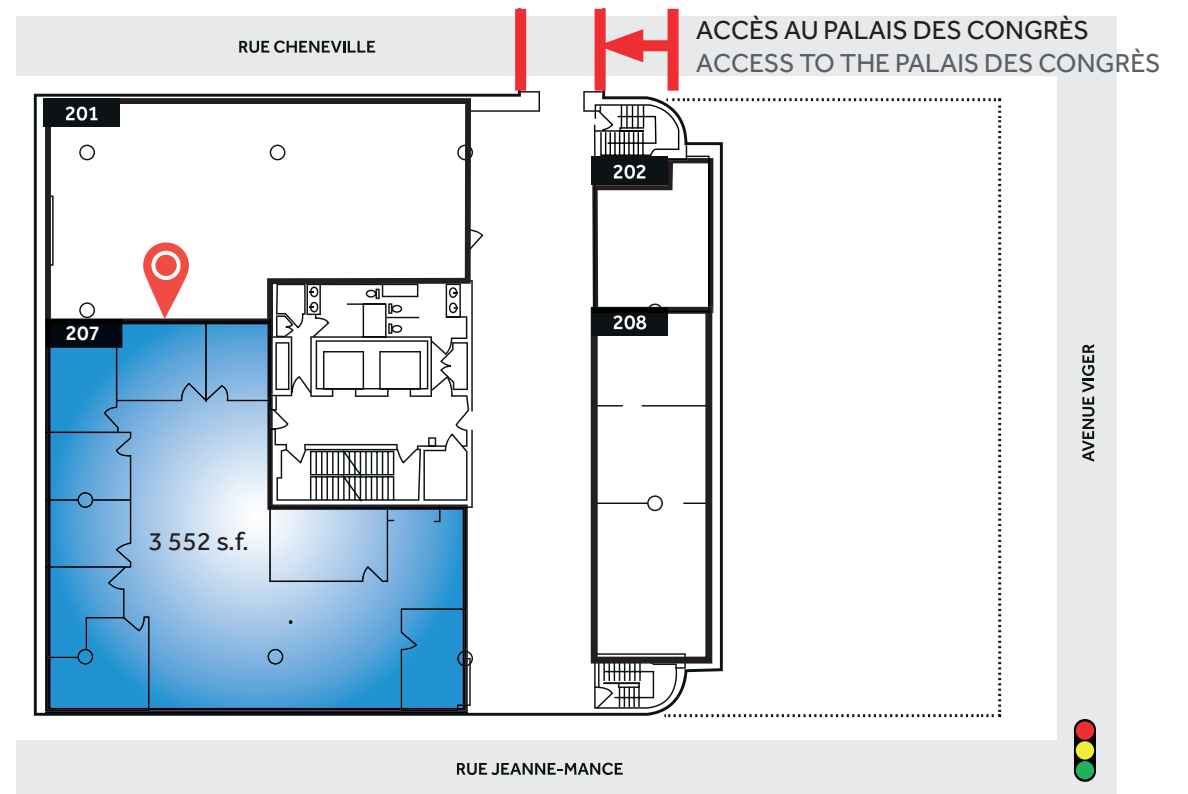 RUE CHENEVILLE
ACCÈS AU PALAIS DES CONGRÈS
ACCESS TO THE PALAIS DES CONGRÈS
201
202
207
208
3 552 s.f.
AVENUE VIGER
RUE JEANNE-MANCE